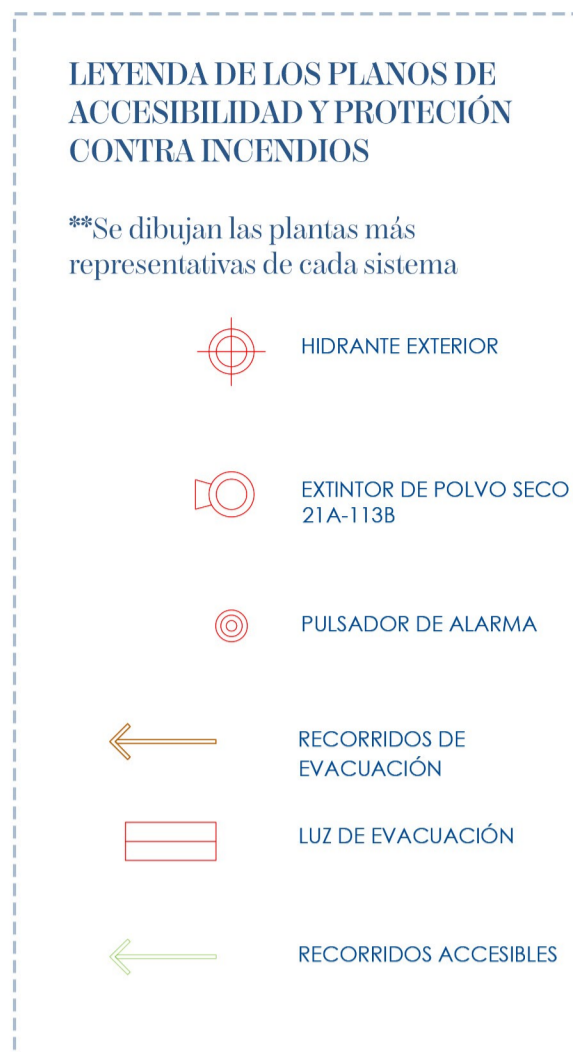 LEYENDA DE LOS PLANOS DE
ACCESIBILIDAD Y PROTECIÓN
CONTRA INCENDIOS
**Se dibujan las plantas más
representativas de cada sistema
HIDRANTE EXTERIOR
EXTINTOR DE POLVO SECO
21A-113B
PULSADOR DE ALARMA
RECORRIDOS DE
EVACUACIÓN
LUZ DE EVACUACIÓN
RECORRIDOS ACCESIBLES